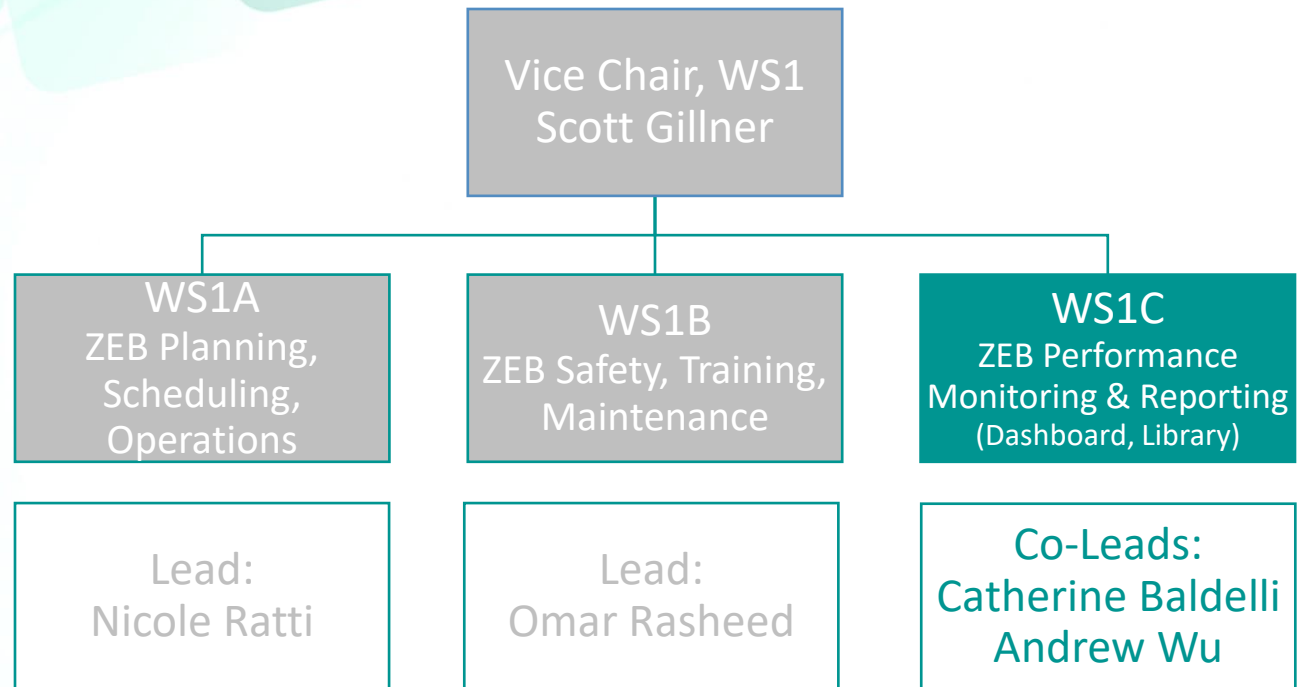 Vice Chair, WS1
Scott Gillner
WS1A
ZEB Planning,
Scheduling,
Operations
WS1B
ZEB Safety, Training,
Maintenance
WS1C
ZEB Performance
Monitoring & Reporting
(Dashboard, Library)
Lead:
Nicole Ratti
Lead:
Omar Rasheed
Co-Leads:
Catherine Baldelli
Andrew Wu